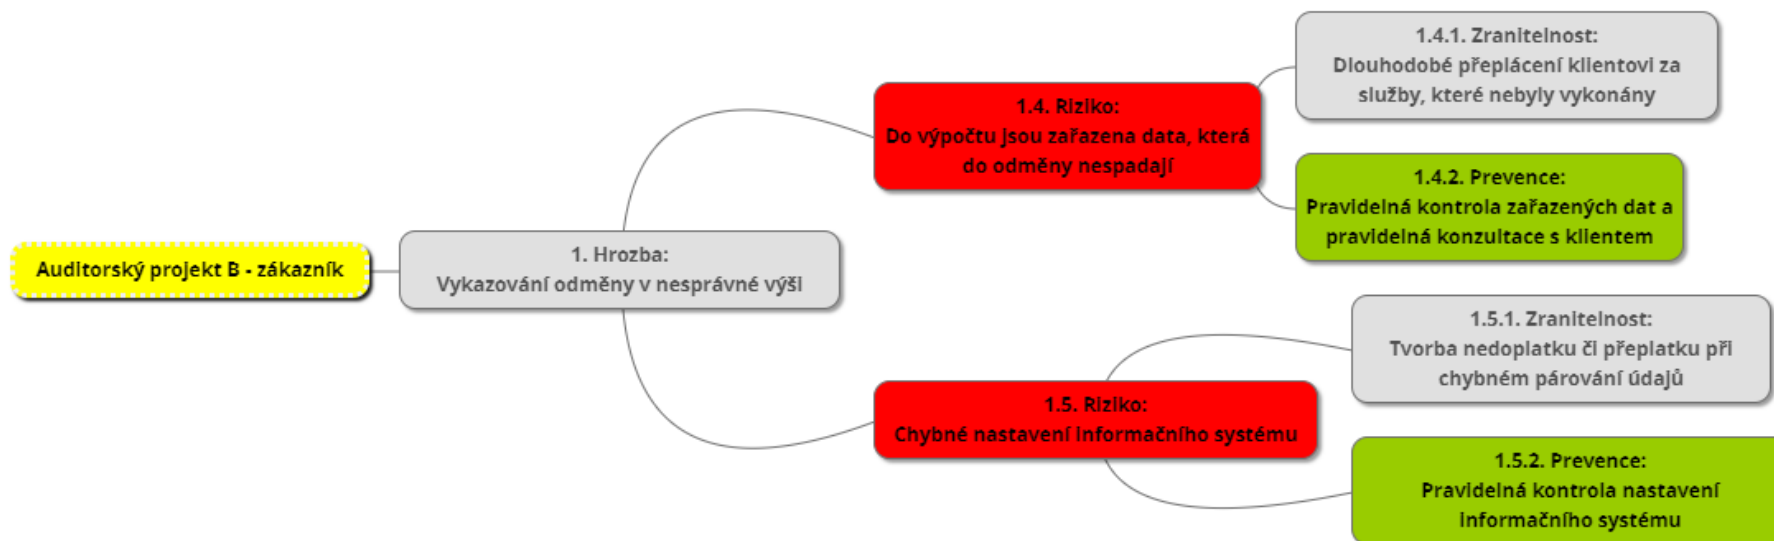 Auditorský projekt B - zákazník
1. Hrozba:
Vykazování odměny v nesprávné výši
1.4. Riziko:
Do výpočtu jsou zařazena data, která
do odměny nespadají
1.4.1. Zranitelnost:
Dlouhodobé přeplácení klientovi za
služby, které nebyly vykonány
1.4.2. Prevence:
Pravidelná kontrola zařazených dat a
pravidelná konzultace s klientem
1.5. Riziko:
Chybné nastavení informačního systému
1.5.1. Zranitelnost:
Tvorba nedoplatku či přeplatku při
chybném párování údajů
1.5.2. Prevence:
Pravidelná kontrola nastavení
informačního systému